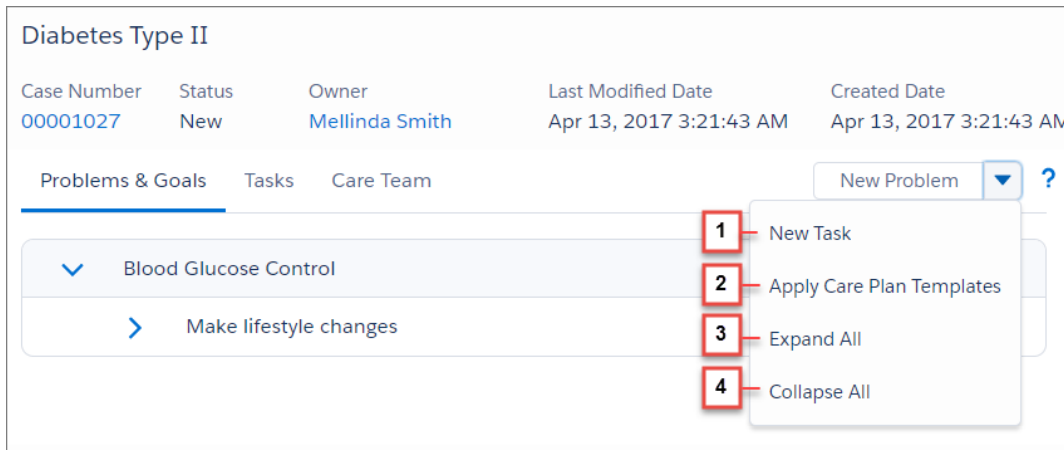 Diabetes Type II
Case Number Status Owner Last Modified Date Created Date
00001027 New Mellinda Smith Apr 13, 2017 3:21:43 AM Apr 13, 2017 3:21:43 AM
Problems & Goals Tasks Care Team New Problem ?
1 New Task
Blood Glucose Control
2 Apply Care Plan Templates
Make lifestyle changes
3 Expand All
4 Collapse All